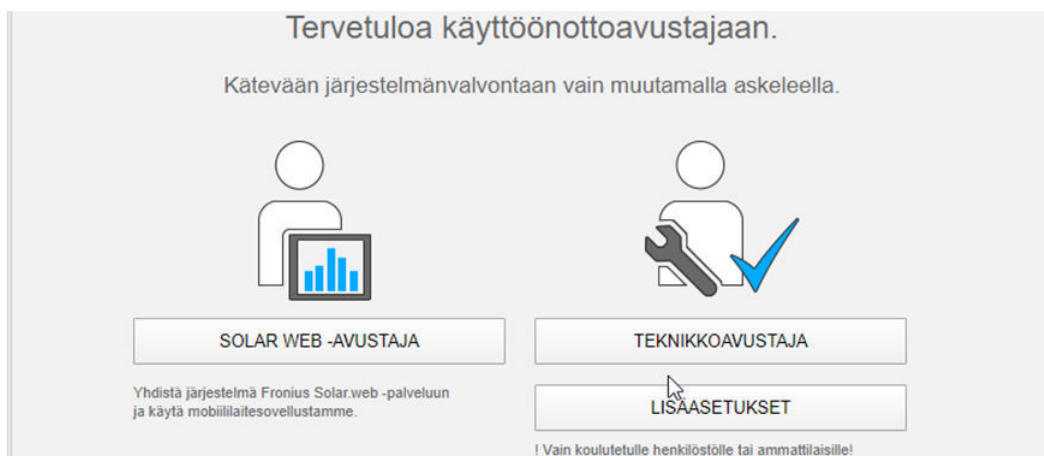 Tervetuloa käyttöönottoavustajaan.
Kätevään järjestelmänvalvontaan vain muutamalla askeleella.
SOLAR WEB -AVUSTAJA
Yhdistä järjestelmä Fronius Solar.web -palveluun
ja käytä mobiililaitesovellustamme.
TEKNIKKOAVUSTAJA
LISÄASETUKSET
! Vain koulutetulle henkilöstölle tai ammattilaisille!